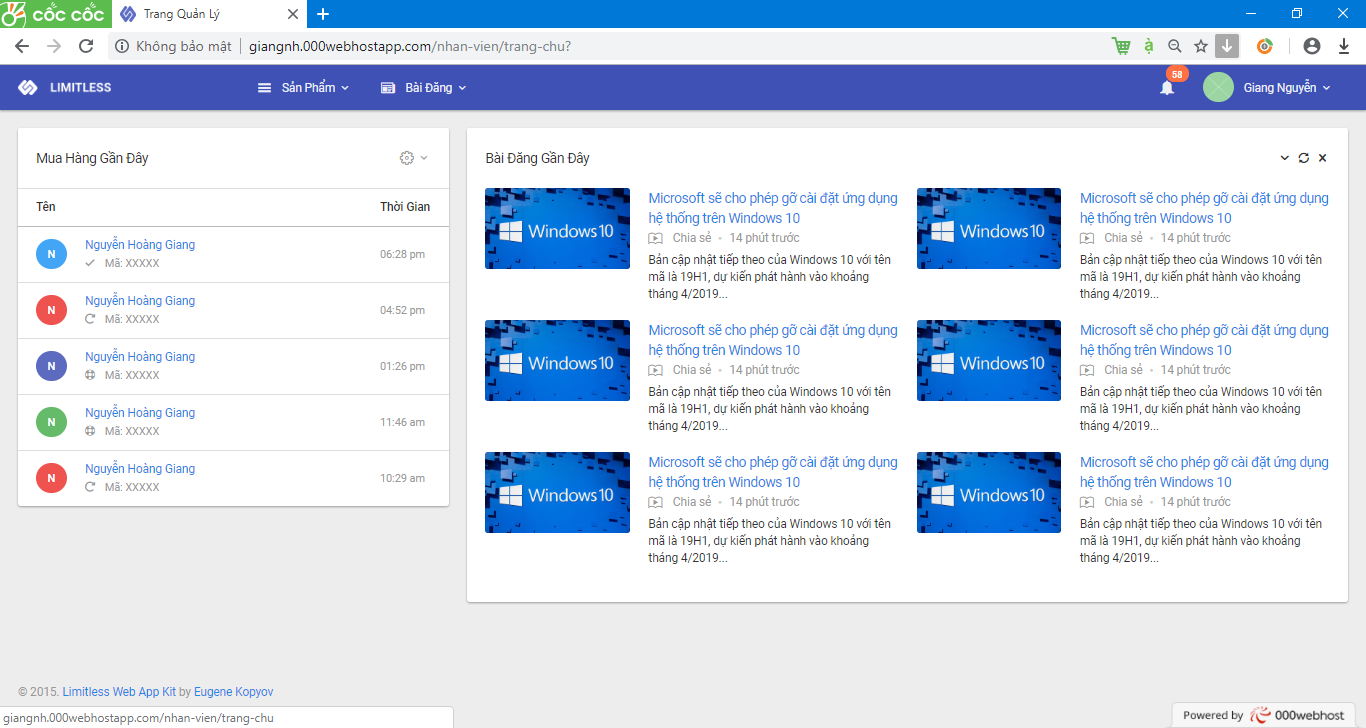 cốc cốc
Trang Quản Lý
Không bảo mật
giangnh.000webhostapp.com/nhan-vien/trang-chu?
LIMITLESS
Sản Phẩm
Bài Đăng
58
Giang Nguyễn
Mua Hàng Gần Đây
Tên Thời Gian
N
Nguyễn Hoàng Giang
Mã: XXXXX
06:28 pm
N
Nguyễn Hoàng Giang
Mã: XXXXX
04:52 pm
N
Nguyễn Hoàng Giang
Mã: XXXXX
01:26 pm
N
Nguyễn Hoàng Giang
Mã: XXXXX
11:46 am
N
Nguyễn Hoàng Giang
Mã: XXXXX
10:29 am
Bài Đăng Gần Đây
Windows10
Microsoft sẽ cho phép gỡ cài đặt ứng dụng
hệ thống trên Windows 10
Chia sẻ • 14 phút trước
Bản cập nhật tiếp theo của Windows 10 với tên
mã là 19H1, dự kiến phát hành vào khoảng
tháng 4/2019...
Windows10
Microsoft sẽ cho phép gỡ cài đặt ứng dụng
hệ thống trên Windows 10
Chia sẻ • 14 phút trước
Bản cập nhật tiếp theo của Windows 10 với tên
mã là 19H1, dự kiến phát hành vào khoảng
tháng 4/2019...
Windows10
Microsoft sẽ cho phép gỡ cài đặt ứng dụng
hệ thống trên Windows 10
Chia sẻ • 14 phút trước
Bản cập nhật tiếp theo của Windows 10 với tên
mã là 19H1, dự kiến phát hành vào khoảng
tháng 4/2019...
Windows10
Microsoft sẽ cho phép gỡ cài đặt ứng dụng
hệ thống trên Windows 10
Chia sẻ • 14 phút trước
Bản cập nhật tiếp theo của Windows 10 với tên
mã là 19H1, dự kiến phát hành vào khoảng
tháng 4/2019...
Windows10
Microsoft sẽ cho phép gỡ cài đặt ứng dụng
hệ thống trên Windows 10
Chia sẻ • 14 phút trước
Bản cập nhật tiếp theo của Windows 10 với tên
mã là 19H1, dự kiến phát hành vào khoảng
tháng 4/2019...
Windows10
Microsoft sẽ cho phép gỡ cài đặt ứng dụng
hệ thống trên Windows 10
Chia sẻ • 14 phút trước
Bản cập nhật tiếp theo của Windows 10 với tên
mã là 19H1, dự kiến phát hành vào khoảng
tháng 4/2019...
© 2015. Limitless Web App Kit by Eugene Kopyov
giangnh.000webhostapp.com/nhan-vien/trang-chu
Powered by 000webhost